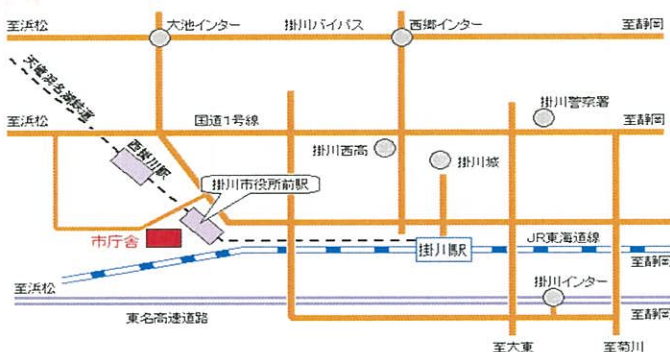 至浜松
大池インター
掛川バイパス
西郷インター
至静岡
天竜浜名湖鉄道
掛川警察署
至浜松
国道1号線
至静岡
西掛川駅
掛川西高
掛川城
掛川市役所前駅
市庁舎
掛川駅
JR東海道線
至静岡
掛川インター
至浜松
東名高速道路
至静岡
至大東
至菊川